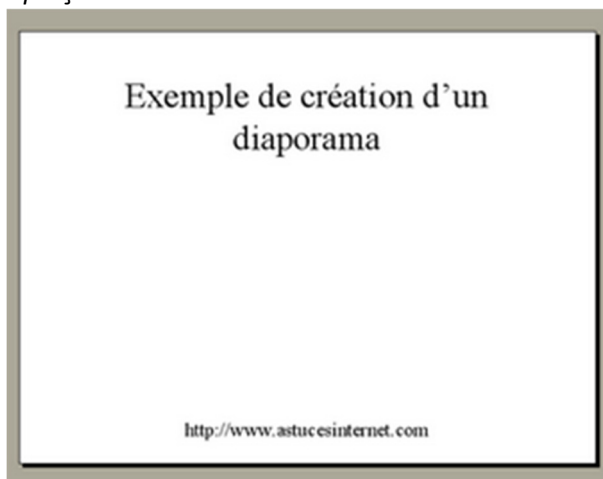 Exemple de création d’un
diaporama
http://www.astucesinternet.com